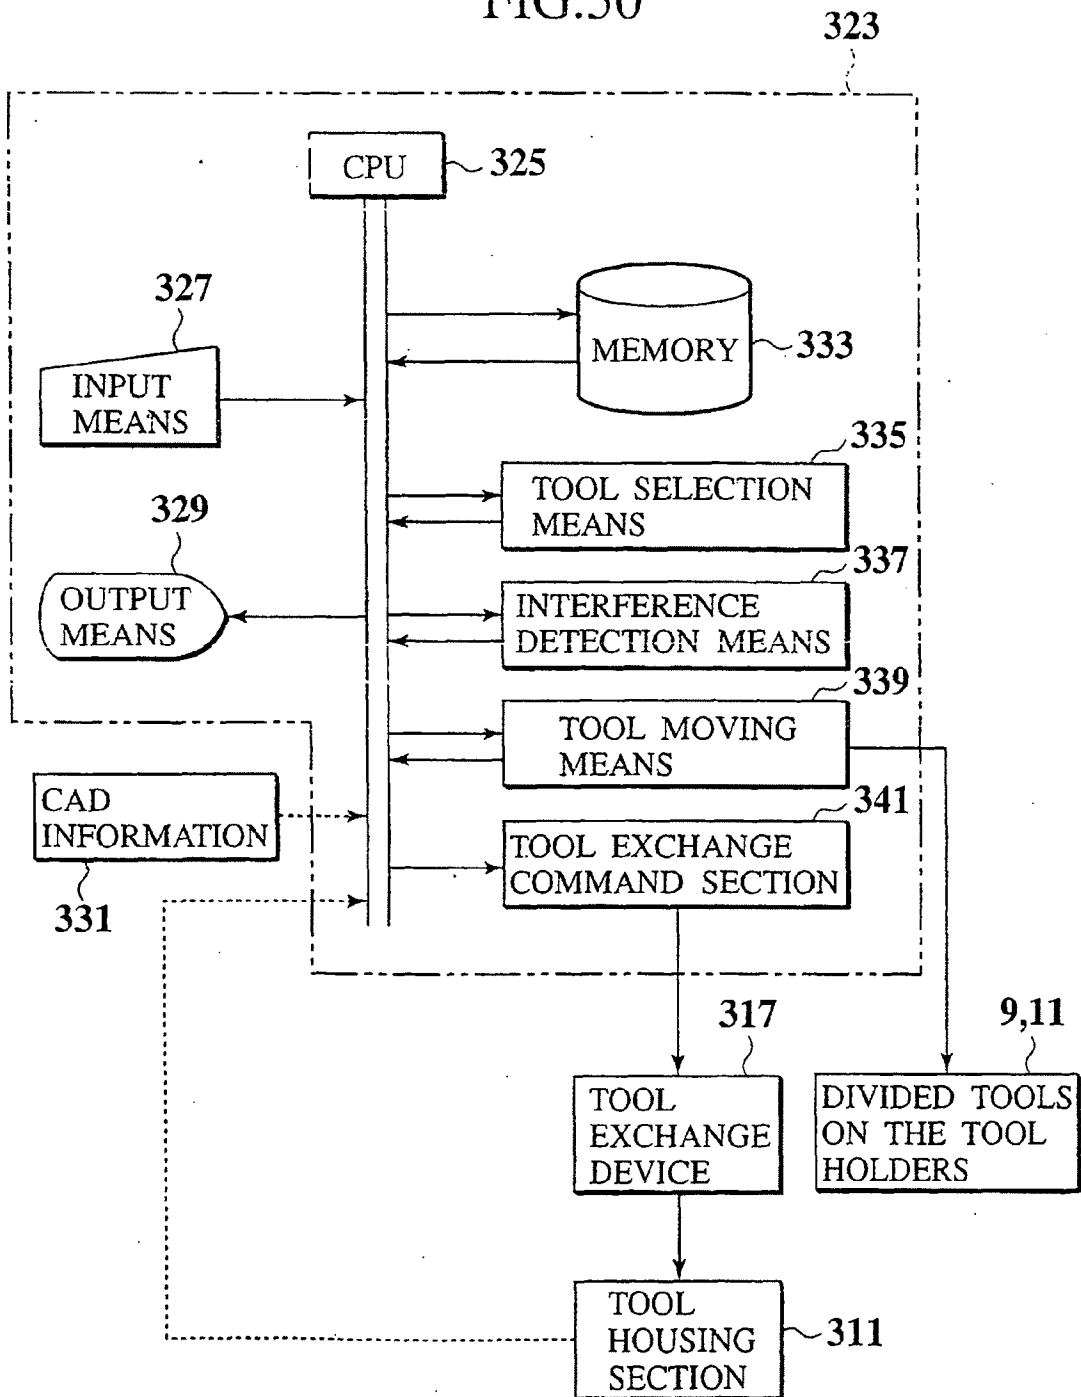 FIG.30
323
CPU
325
327
INPUT
MEANS
MEMORY
333
335
TOOL SELECTION
MEANS
329
OUTPUT
MEANS
337
INTERFERENCE
DETECTION MEANS
339
TOOL MOVING
MEANS
CAD
INFORMATION
331
341
TOOL EXCHANGE
COMMAND SECTION
317
TOOL
EXCHANGE
DEVICE
9,11
DIVIDED TOOLS
ON THE TOOL
HOLDERS
TOOL
HOUSING
SECTION
311